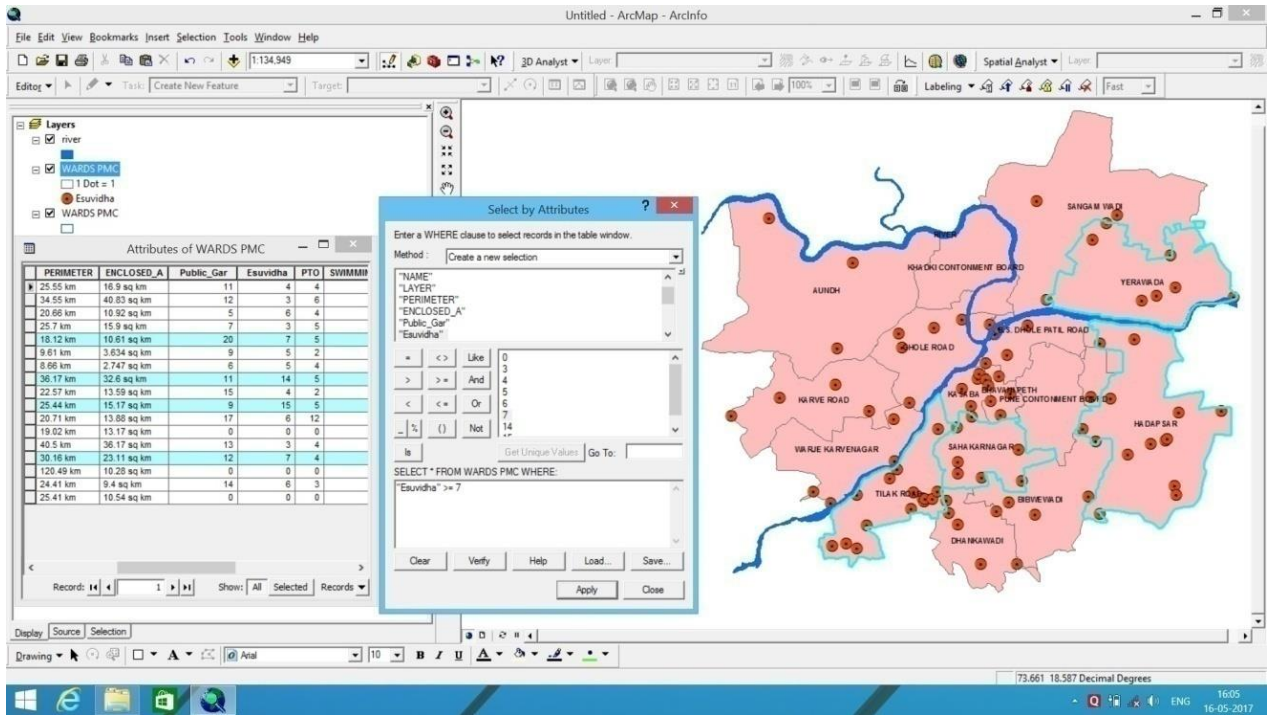 Untitled - ArcMap - ArcInfo
File Edit View Bookmarks Insert Selection Tools Window Help
1:134,949 3D Analyst Layer: Spatial Analyst Layer:
Editor Task: Create New Feature Target: 100% Labeling Fast
Layers
river
WARDS PMC
1 Dot = 1
Esuvidha
WARDS PMC
Attributes of WARDS PMC
PERIMETER ENCLOSED_A Public_Gar Esuvidha PTO SWIMMIN
25.55 km 16.9 sq km 11 4 4
34.55 km 40.83 sq km 12 3 6
20.66 km 10.92 sq km 5 6 4
25.7 km 15.9 sq km 7 3 5
18.12 km 10.61 sq km 20 7 5
9.61 km 3.634 sq km 9 5 2
8.66 km 2.747 sq km 6 5 4
36.17 km 32.6 sq km 11 14 5
22.57 km 13.59 sq km 15 4 2
25.44 km 15.17 sq km 9 15 5
20.71 km 13.88 sq km 17 6 12
19.02 km 13.17 sq km 0 0 0
40.5 km 36.17 sq km 13 3 4
30.16 km 23.11 sq km 12 7 4
120.49 km 10.28 sq km 0 0 0
24.41 km 9.4 sq km 14 6 3
25.41 km 10.54 sq km 0 0 0
Record: 1 Show: All Selected Records
Display Source Selection
Select by Attributes ?
Enter a WHERE clause to select records in the table window.
Method : Create a new selection
"NAME"
"LAYER"
"PERIMETER"
"ENCLOSED_A"
"Public_Gar"
"Esuvidha"
= <> Like
> > = And
< < = Or
_ % () Not
Is
0
3
4
5
6
7
14
Get Unique Values Go To:
SELECT * FROM WARDS PMC WHERE:
"Esuvidha" >= 7
Clear Verify Help Load... Save...
Apply Close
SANGAM WADI
RIVER
KHADKI CONTONMENT BOARD
YERAWADA
AUNDH
DHOLE PATIL ROAD
GHOLE ROAD
BHAVANIPETH
KASABA
PUNE CONTONMENT BOARD
KARVE ROAD
HADAPSAR
WARJE KARVENAGAR
SAHAKARNAGAR
TILAK ROAD
BIBWEWADI
DHANKAWADI
Drawing Arial 10 B I U A
73.661 18.587 Decimal Degrees
ENG 16:05
16-05-2017